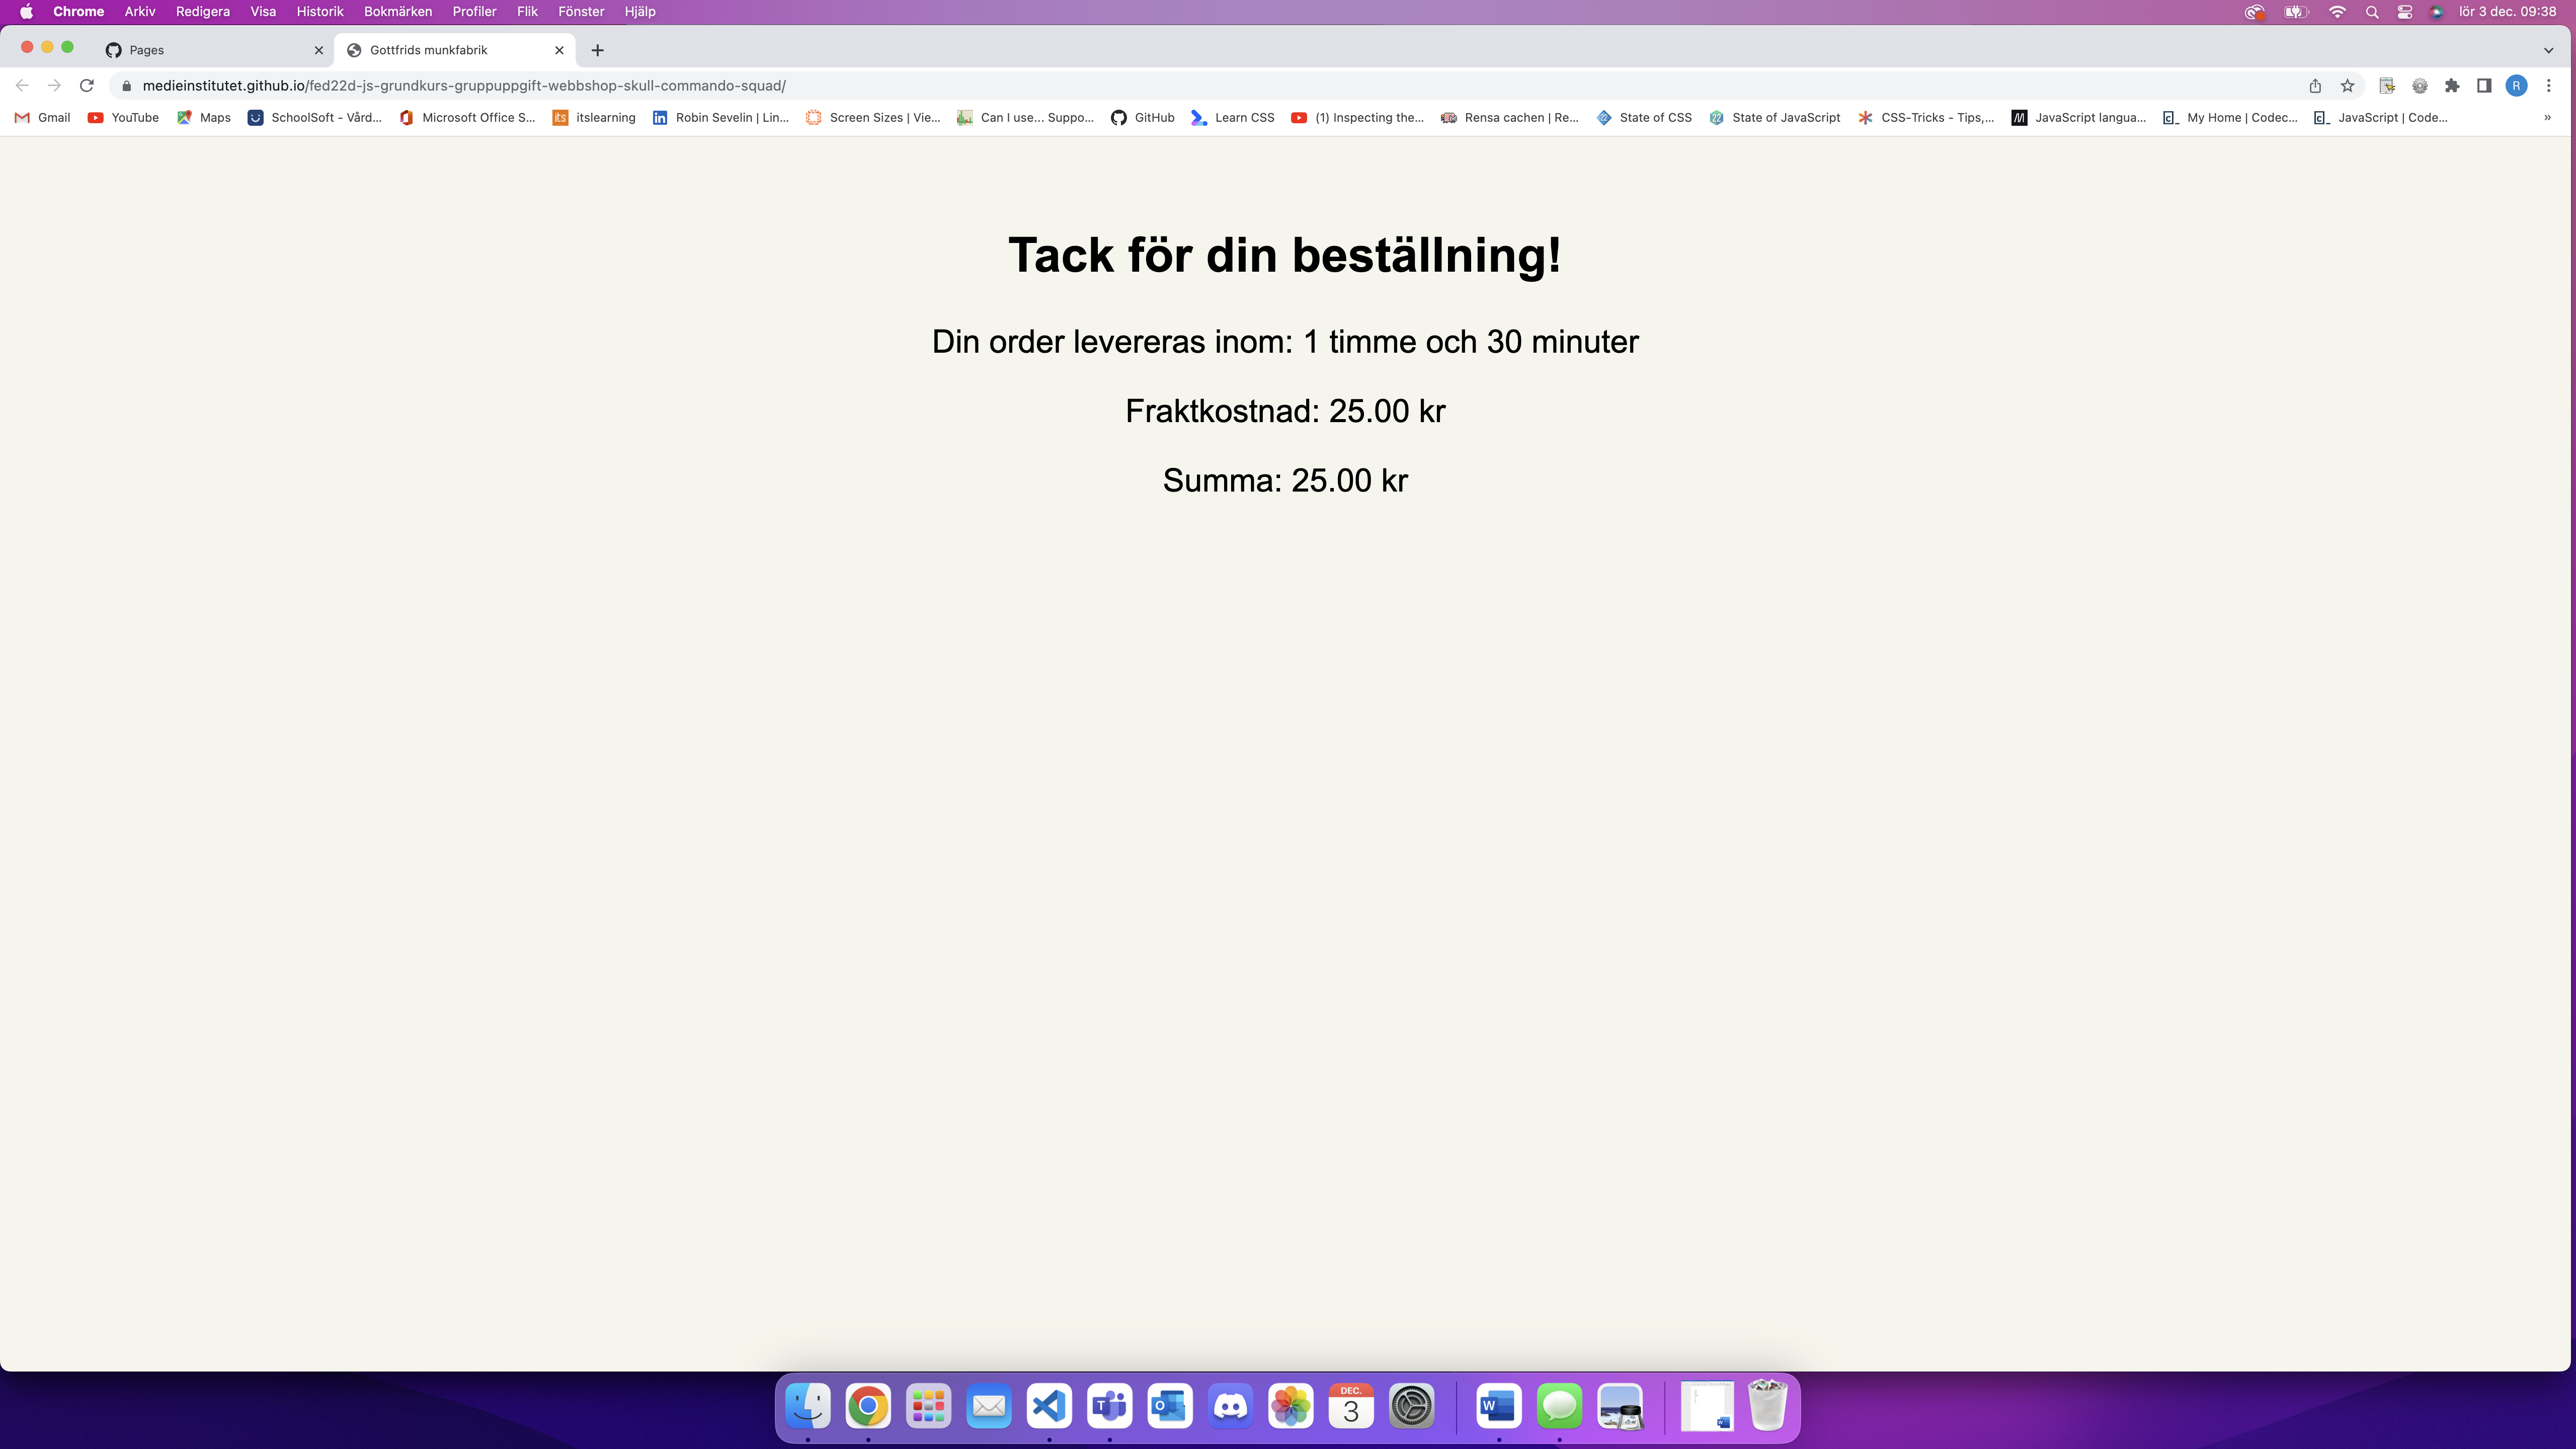 Chrome Arkiv Redigera Visa Historik Bokmärken Profiler Flik Fönster Hjälp lör 3 dec. 09:38
Pages Gottfrids munkfabrik
medieinstitutet.github.io/fed22d-js-grundkurs-gruppuppgift-webbshop-skull-commando-squad/ R
Gmail YouTube Maps SchoolSoft - Vård... Microsoft Office S... its itslearning in Robin Sevelin | Lin... Screen Sizes | Vie... Can I use... Suppo... GitHub Learn CSS (1) Inspecting the... Rensa cachen | Re... State of CSS 22 State of JavaScript CSS-Tricks - Tips,... M JavaScript langua... My Home | Codec... JavaScript | Code... »
Tack för din beställning!
Din order levereras inom: 1 timme och 30 minuter
Fraktkostnad: 25.00 kr
Summa: 25.00 kr
DEC.
T O 3 W